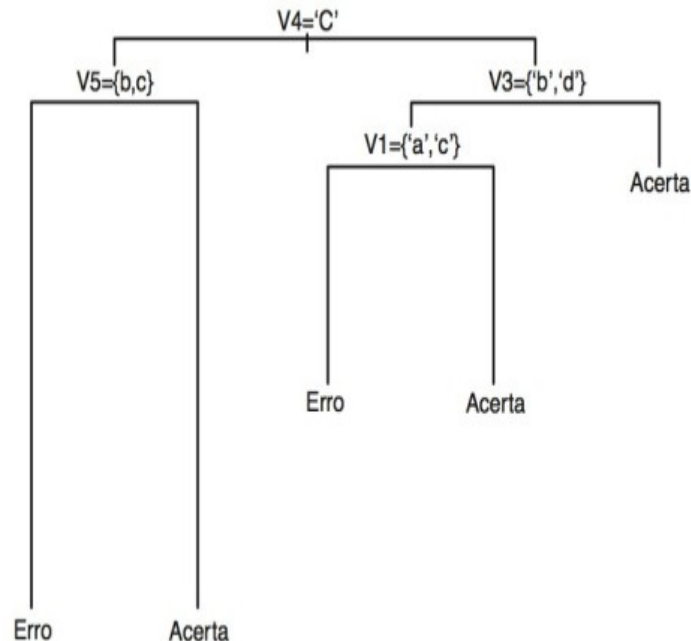 V4=‘C’
V5={b,c}
V3={‘b’,‘d’}
V1={‘a’,‘c’}
Acerta
Erro
Acerta
Erro
Acerta